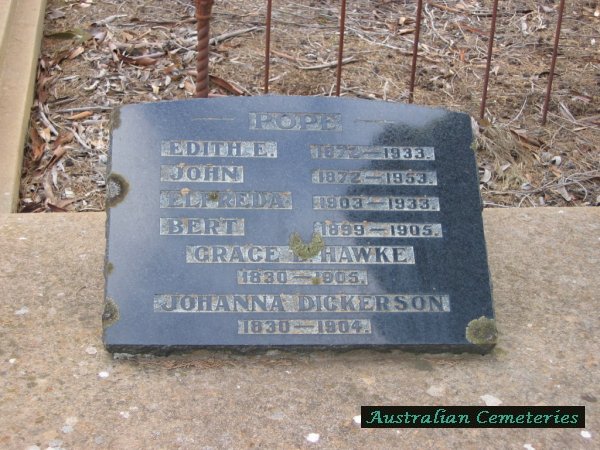 POPE
EDITH E. 1872—1933.
JOHN 1872—1953.
ELFREDA 1903—1933.
BERT 1899—1905.
GRACE HAWKE
1830—1905.
JOHANNA DICKERSON
1830—1904.
Australian Cemeteries